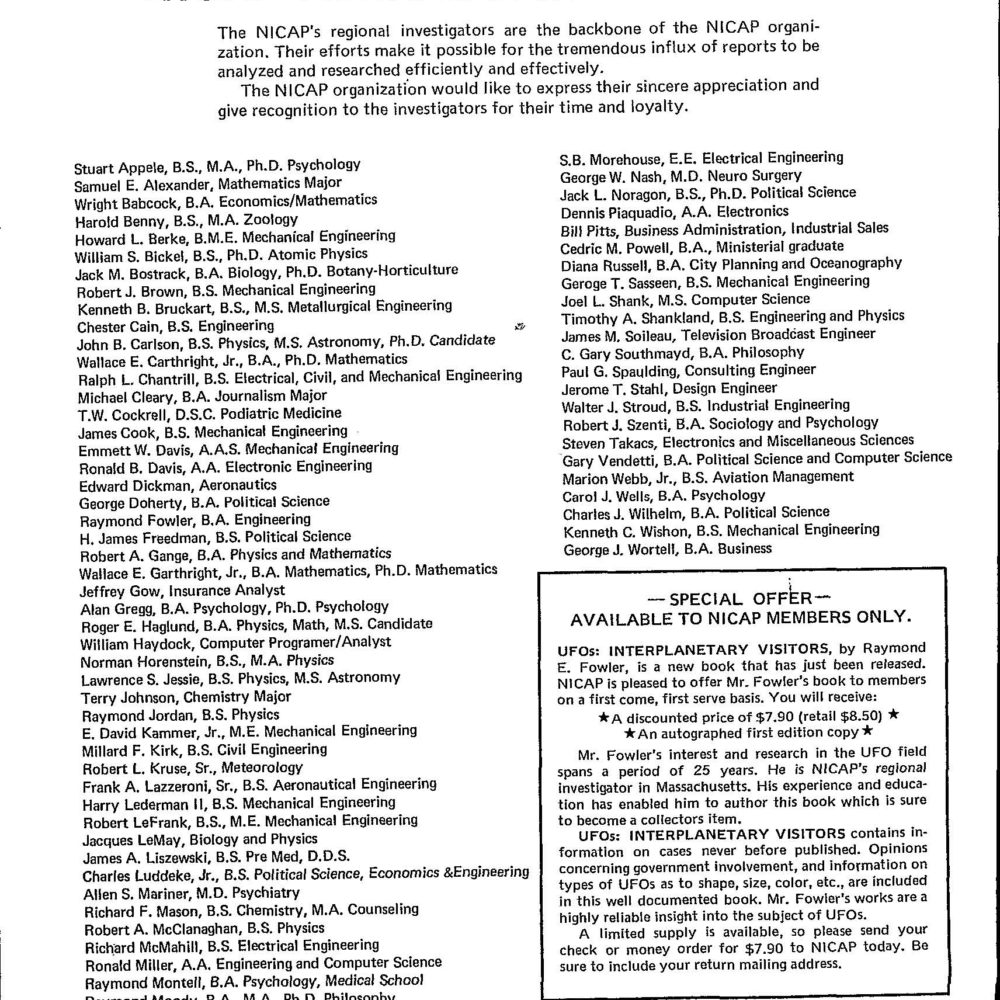 The NICAP's regional investigators are the backbone of the NICAP organi-
zation. Their efforts make it possible for the tremendous influx of reports to be
analyzed and researched efficiently and effectively.
The NICAP organization would like to express their sincere appreciation and
give recognition to the investigators for their time and loyalty.
Stuart Appele, B.S., M.A., Ph.D. Psychology
Samuel E. Alexander, Mathematics Major
Wright Babcock, B.A. Economics/Mathematics
Harold Benny, B.S., M.A. Zoology
Howard L. Berke, B.M.E. Mechanical Engineering
William S. Bickel, B.S., Ph.D. Atomic Physics
Jack M. Bostrack, B.A. Biology, Ph.D. Botany-Horticulture
Robert J. Brown, B.S. Mechanical Engineering
Kenneth B. Bruckart, B.S., M.S. Metallurgical Engineering
Chester Cain, B.S. Engineering
John B. Carlson, B.S. Physics, M.S. Astronomy, Ph.D. Candidate
Wallace E. Carthright, Jr., B.A., Ph.D. Mathematics
Ralph L. Chantrill, B.S. Electrical, Civil, and Mechanical Engineering
Michael Cleary, B.A. Journalism Major
T.W. Cockrell, D.S.C. Podiatric Medicine
James Cook, B.S. Mechanical Engineering
Emmett W. Davis, A.A.S. Mechanical Engineering
Ronald B. Davis, A.A. Electronic Engineering
Edward Dickman, Aeronautics
George Doherty, B.A. Political Science
Raymond Fowler, B.A. Engineering
H. James Freedman, B.S. Political Science
Robert A. Gange, B.A. Physics and Mathematics
Wallace E. Garthright, Jr., B.A. Mathematics, Ph.D. Mathematics
Jeffrey Gow, Insurance Analyst
Alan Gregg, B.A. Psychology, Ph.D. Psychology
Roger E. Haglund, B.A. Physics, Math, M.S. Candidate
William Haydock, Computer Programer/Analyst
Norman Horenstein, B.S., M.A. Physics
Lawrence S. Jessie, B.S. Physics, M.S. Astronomy
Terry Johnson, Chemistry Major
Raymond Jordan, B.S. Physics
E. David Kammer, Jr., M.E. Mechanical Engineering
Millard F. Kirk, B.S. Civil Engineering
Robert L. Kruse, Sr., Meteorology
Frank A. Lazzeroni, Sr., B.S. Aeronautical Engineering
Harry Lederman II, B.S. Mechanical Engineering
Robert LeFrank, B.S., M.E. Mechanical Engineering
Jacques LeMay, Biology and Physics
James A. Liszewski, B.S. Pre Med, D.D.S.
Charles Luddeke, Jr., B.S. Political Science, Economics &Engineering
Allen S. Mariner, M.D. Psychiatry
Richard F. Mason, B.S. Chemistry, M.A. Counseling
Robert A. McClanaghan, B.S. Physics
Richard McMahill, B.S. Electrical Engineering
Ronald Miller, A.A. Engineering and Computer Science
Raymond Montell, B.A. Psychology, Medical School
Raymond Moody, B.A., M.A., Ph.D. Philosophy
S.B. Morehouse, E.E. Electrical Engineering
George W. Nash, M.D. Neuro Surgery
Jack L. Noragon, B.S., Ph.D. Political Science
Dennis Piaquadio, A.A. Electronics
Bill Pitts, Business Administration, Industrial Sales
Cedric M. Powell, B.A., Ministerial graduate
Diana Russell, B.A. City Planning and Oceanography
Geroge T. Sasseen, B.S. Mechanical Engineering
Joel L. Shank, M.S. Computer Science
Timothy A. Shankland, B.S. Engineering and Physics
James M. Soileau, Television Broadcast Engineer
C. Gary Southmayd, B.A. Philosophy
Paul G. Spaulding, Consulting Engineer
Jerome T. Stahl, Design Engineer
Walter J. Stroud, B.S. Industrial Engineering
Robert J. Szenti, B.A. Sociology and Psychology
Steven Takacs, Electronics and Miscellaneous Sciences
Gary Vendetti, B.A. Political Science and Computer Science
Marion Webb, Jr., B.S. Aviation Management
Carol J. Wells, B.A. Psychology
Charles J. Wilhelm, B.A. Political Science
Kenneth C. Wishon, B.S. Mechanical Engineering
George J. Wortell, B.A. Business
— SPECIAL OFFER —
AVAILABLE TO NICAP MEMBERS ONLY.
UFOs: INTERPLANETARY VISITORS, by Raymond
E. Fowler, is a new book that has just been released.
NICAP is pleased to offer Mr. Fowler's book to members
on a first come, first serve basis. You will receive:
★A discounted price of $7.90 (retail $8.50) ★
★An autographed first edition copy★
Mr. Fowler's interest and research in the UFO field
spans a period of 25 years. He is NICAP's regional
investigator in Massachusetts. His experience and educa-
tion has enabled him to author this book which is sure
to become a collectors item.
UFOs: INTERPLANETARY VISITORS contains in-
formation on cases never before published. Opinions
concerning government involvement, and information on
types of UFOs as to shape, size, color, etc., are included
in this well documented book. Mr. Fowler's works are a
highly reliable insight into the subject of UFOs.
A limited supply is available, so please send your
check or money order for $7.90 to NICAP today. Be
sure to include your return mailing address.